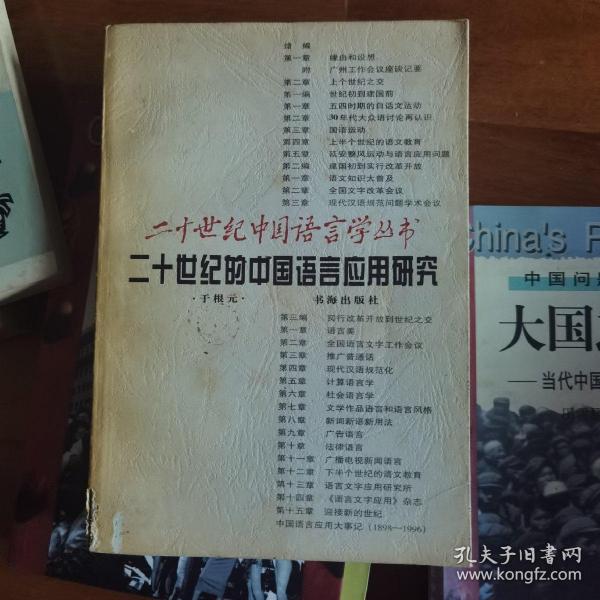 绪编
第一章 缘由和设想
附 广州工作会议座谈记要
第二章 上个世纪之交
第一编 世纪初到建国前
第一章 五四时期的白话文运动
第二章 30年代大众语讨论再认识
第三章 国语运动
第四章 上半个世纪的语文教育
第五章 延安整风运动与语言应用问题
第二编 建国初到实行改革开放
第一章 语文知识大普及
第二章 全国文字改革会议
第三章 现代汉语规范问题学术会议
二十世纪中国语言学丛书
二十世纪的中国语言应用研究
·于根元· 书海出版社
第三编 实行改革开放到世纪之交
第一章 语言美
第二章 全国语言文字工作会议
第三章 推广普通话
第四章 现代汉语规范化
第五章 计算语言学
第六章 社会语言学
第七章 文学作品语言和语言风格
第八章 新词新语新用法
第九章 广告语言
第十章 法律语言
第十一章 广播电视新闻语言
第十二章 下半个世纪的语文教育
第十三章 语言文字应用研究所
第十四章 《语言文字应用》杂志
第十五章 迎接新的世纪
中国语言应用大事记（1898—1996）
China's
中国问
大国
——当代中国
孔夫子旧书网
www.kongfz.com